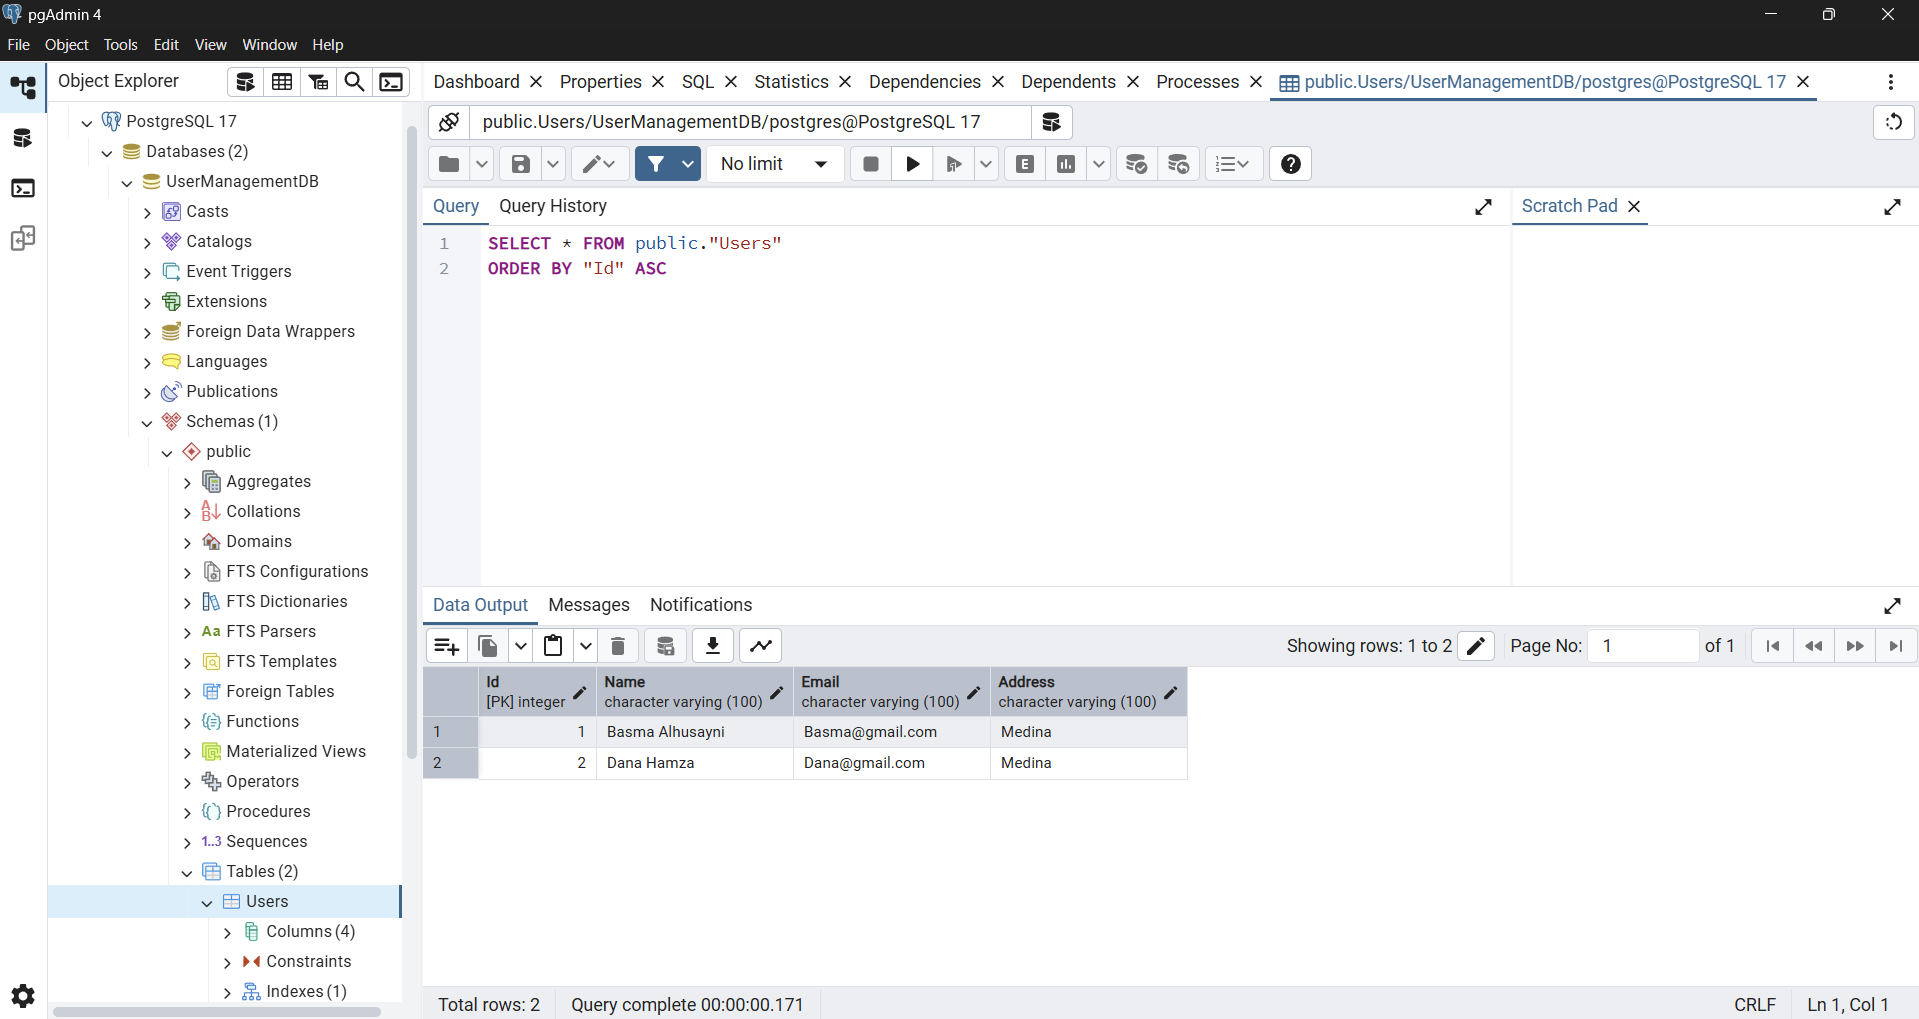 pgAdmin 4
File Object Tools Edit View Window Help
Object Explorer
Dashboard Properties SQL Statistics Dependencies Dependents Processes public.Users/UserManagementDB/postgres@PostgreSQL 17
public.Users/UserManagementDB/postgres@PostgreSQL 17
No limit
E
Query Query History
Scratch Pad
1 SELECT * FROM public."Users"
2 ORDER BY "Id" ASC
PostgreSQL 17
Databases (2)
UserManagementDB
Casts
Catalogs
Event Triggers
Extensions
Foreign Data Wrappers
Languages
Publications
Schemas (1)
public
Aggregates
Collations
Domains
FTS Configurations
FTS Dictionaries
Aa FTS Parsers
FTS Templates
Foreign Tables
Functions
Materialized Views
Operators
Procedures
1..3 Sequences
Tables (2)
Users
Columns (4)
Constraints
Indexes (1)
Data Output Messages Notifications
Showing rows: 1 to 2 Page No: 1 of 1
Id Name Email Address
[PK] integer character varying (100) character varying (100) character varying (100)
1 1 Basma Alhusayni Basma@gmail.com Medina
2 2 Dana Hamza Dana@gmail.com Medina
Total rows: 2 Query complete 00:00:00.171 CRLF Ln 1, Col 1